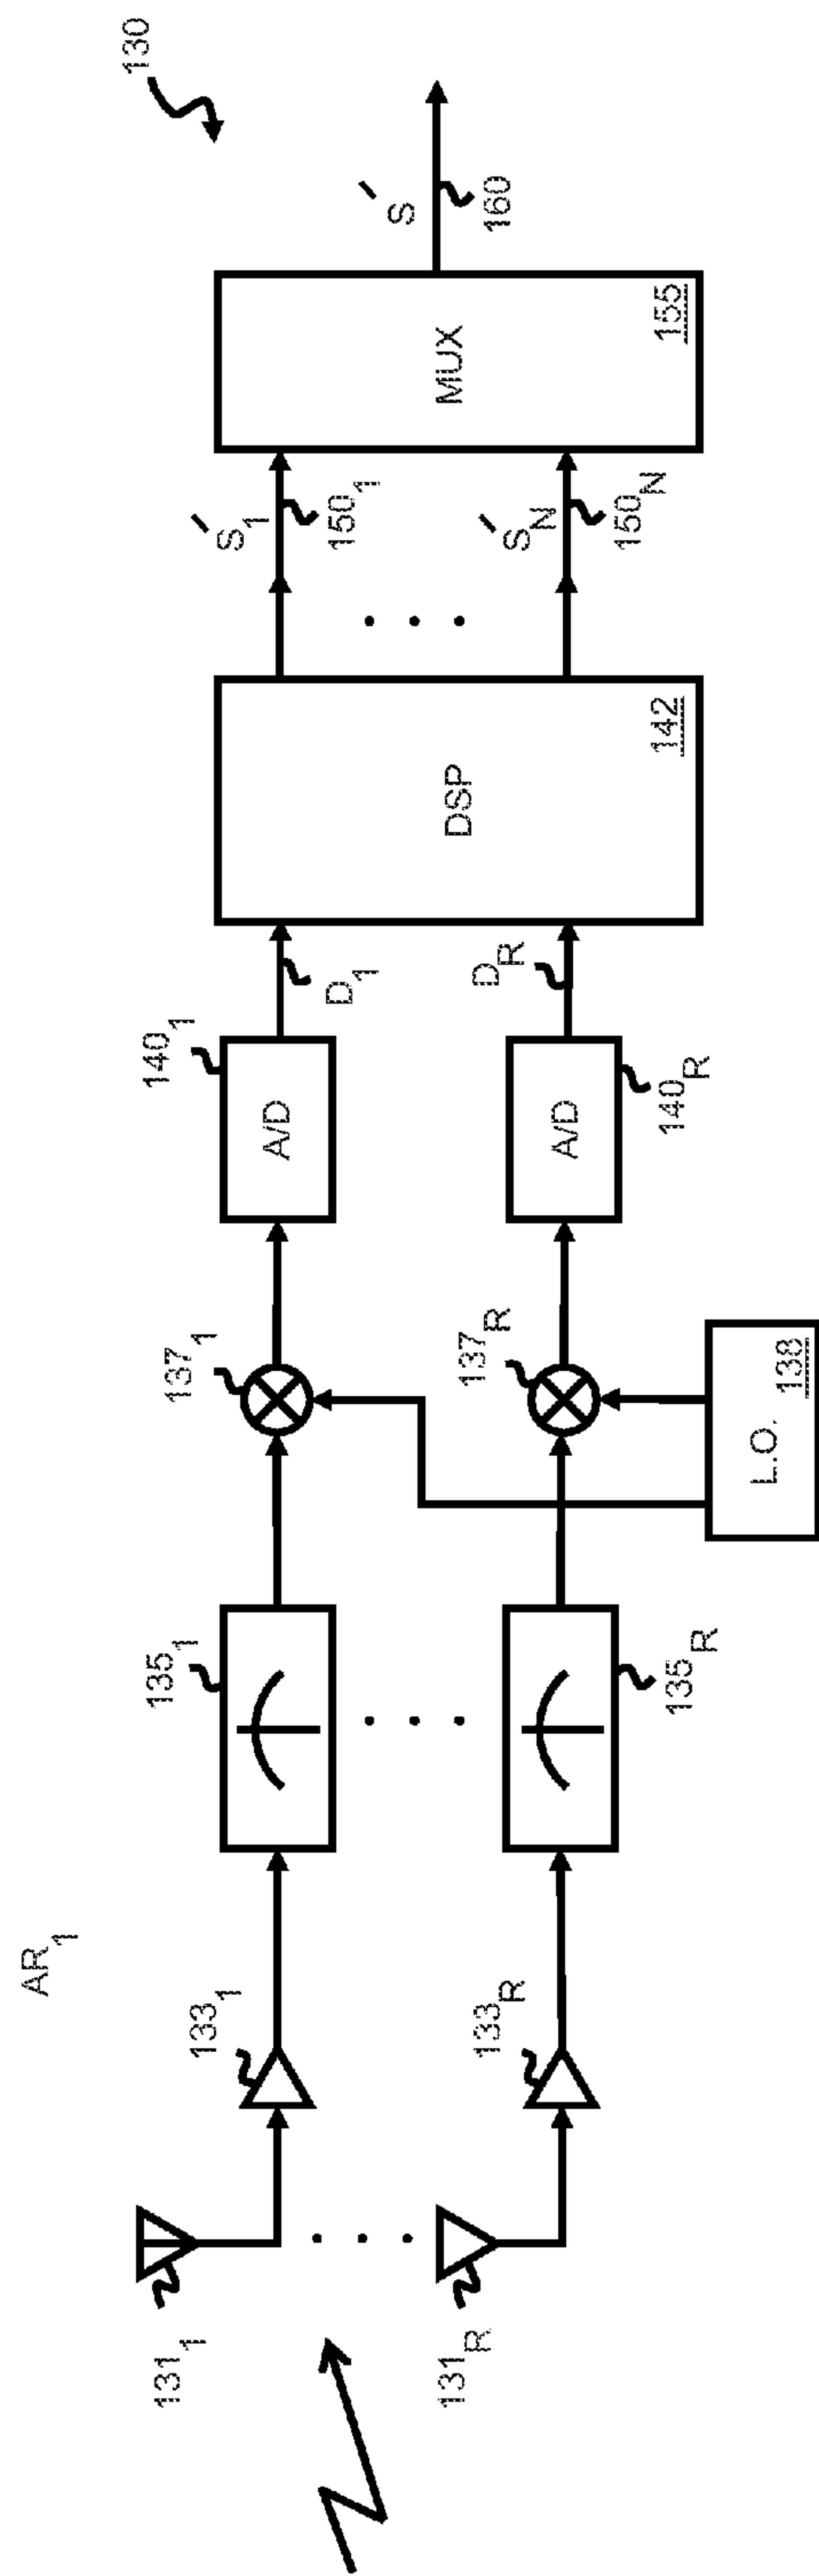 AR1
130
131₁
133₁
135₁
137₁
140₁
A/D
D₁
S₁´
150₁
131R
133R
135R
137R
140R
A/D
DR
SN´
150N
L.O.
138
DSP
142
MUX
155
S´
160